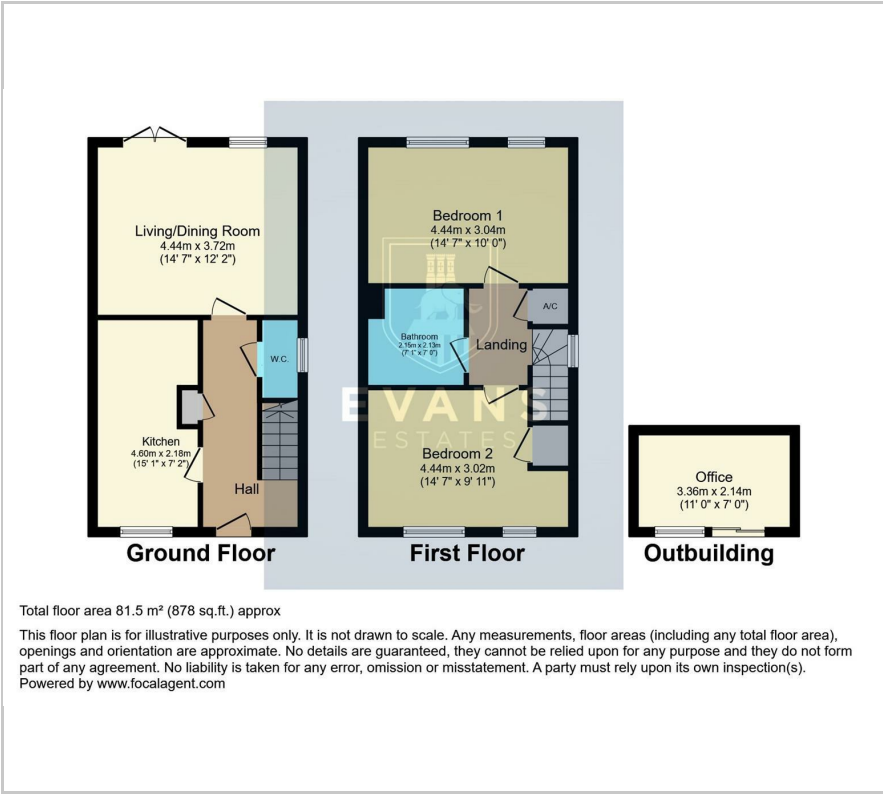 Living/Dining Room
4.44m x 3.72m
(14' 7" x 12' 2")
W.C.
Kitchen
4.60m x 2.18m
(15' 1" x 7' 2")
Hall
Ground Floor
Bedroom 1
4.44m x 3.04m
(14' 7" x 10' 0")
A/C
Bathroom
2.15m x 2.13m
(7' 1" x 7' 0")
Landing
EVANS
ESTATES
Bedroom 2
4.44m x 3.02m
(14' 7" x 9' 11")
First Floor
Office
3.36m x 2.14m
(11' 0" x 7' 0")
Outbuilding
Total floor area 81.5 m² (878 sq.ft.) approx
This floor plan is for illustrative purposes only. It is not drawn to scale. Any measurements, floor areas (including any total floor area),
openings and orientation are approximate. No details are guaranteed, they cannot be relied upon for any purpose and they do not form
part of any agreement. No liability is taken for any error, omission or misstatement. A party must rely upon its own inspection(s).
Powered by www.focalagent.com